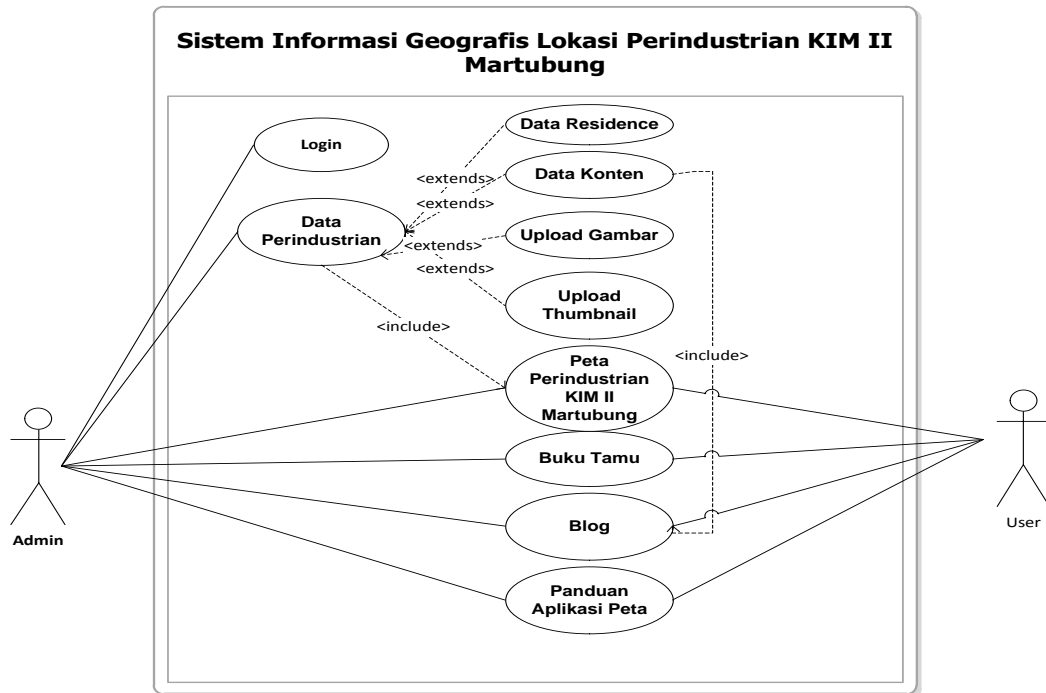 Sistem Informasi Geografis Lokasi Perindustrian KIM II
Martubung
Login
Data
Perindustrian
Data Residence
Data Konten
Upload Gambar
Upload
Thumbnail
<extends>
<extends>
<extends>
<extends>
<include>
<include>
Peta
Perindustrian
KIM II
Martubung
Buku Tamu
Blog
Panduan
Aplikasi Peta
Admin
User